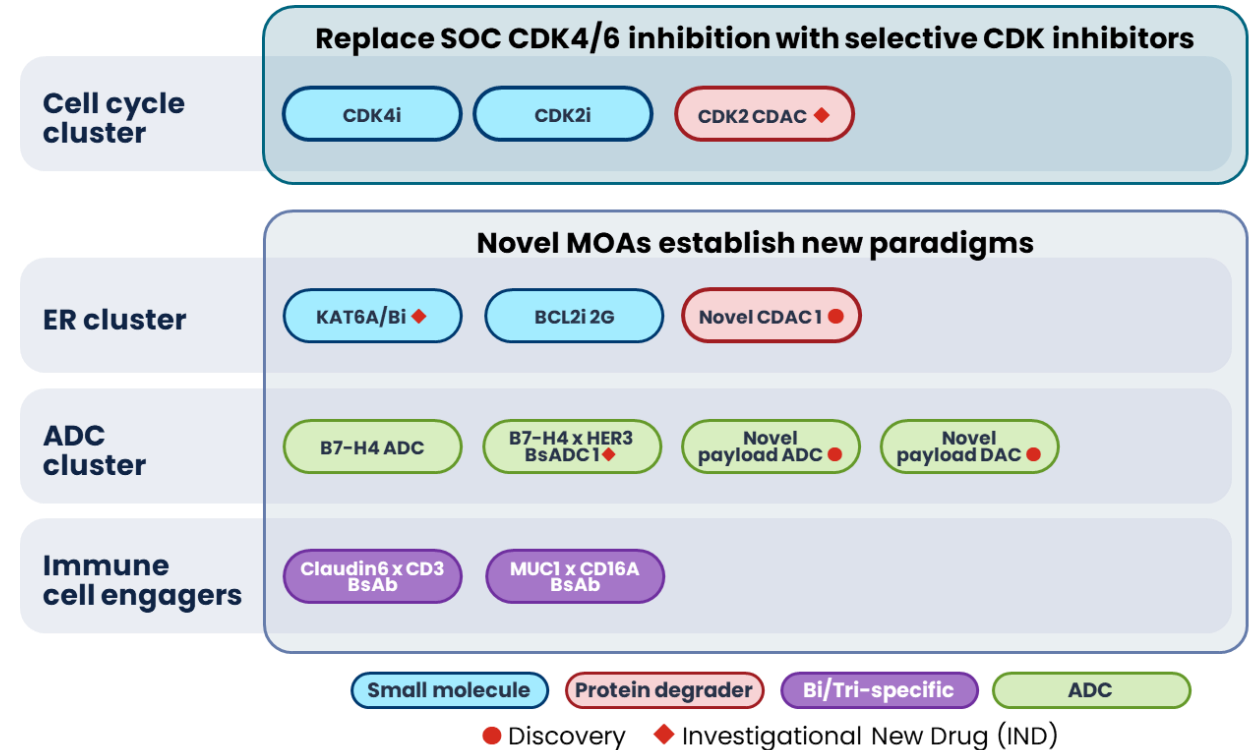 Replace SOC CDK4/6 inhibition with selective CDK inhibitors
Cell cycle
cluster
CDK4i
CDK2i
CDK2 CDAC
Novel MOAs establish new paradigms
ER cluster
KAT6A/Bi
BCL2i 2G
Novel CDAC 1
ADC
cluster
B7-H4 ADC
B7-H4 x HER3
BsADC 1
Novel
payload ADC
Novel
payload DAC
Immune
cell engagers
Claudin6 x CD3
BsAb
MUC1 x CD16A
BsAb
Small molecule
Protein degrader
Bi/Tri-specific
ADC
Discovery
Investigational New Drug (IND)